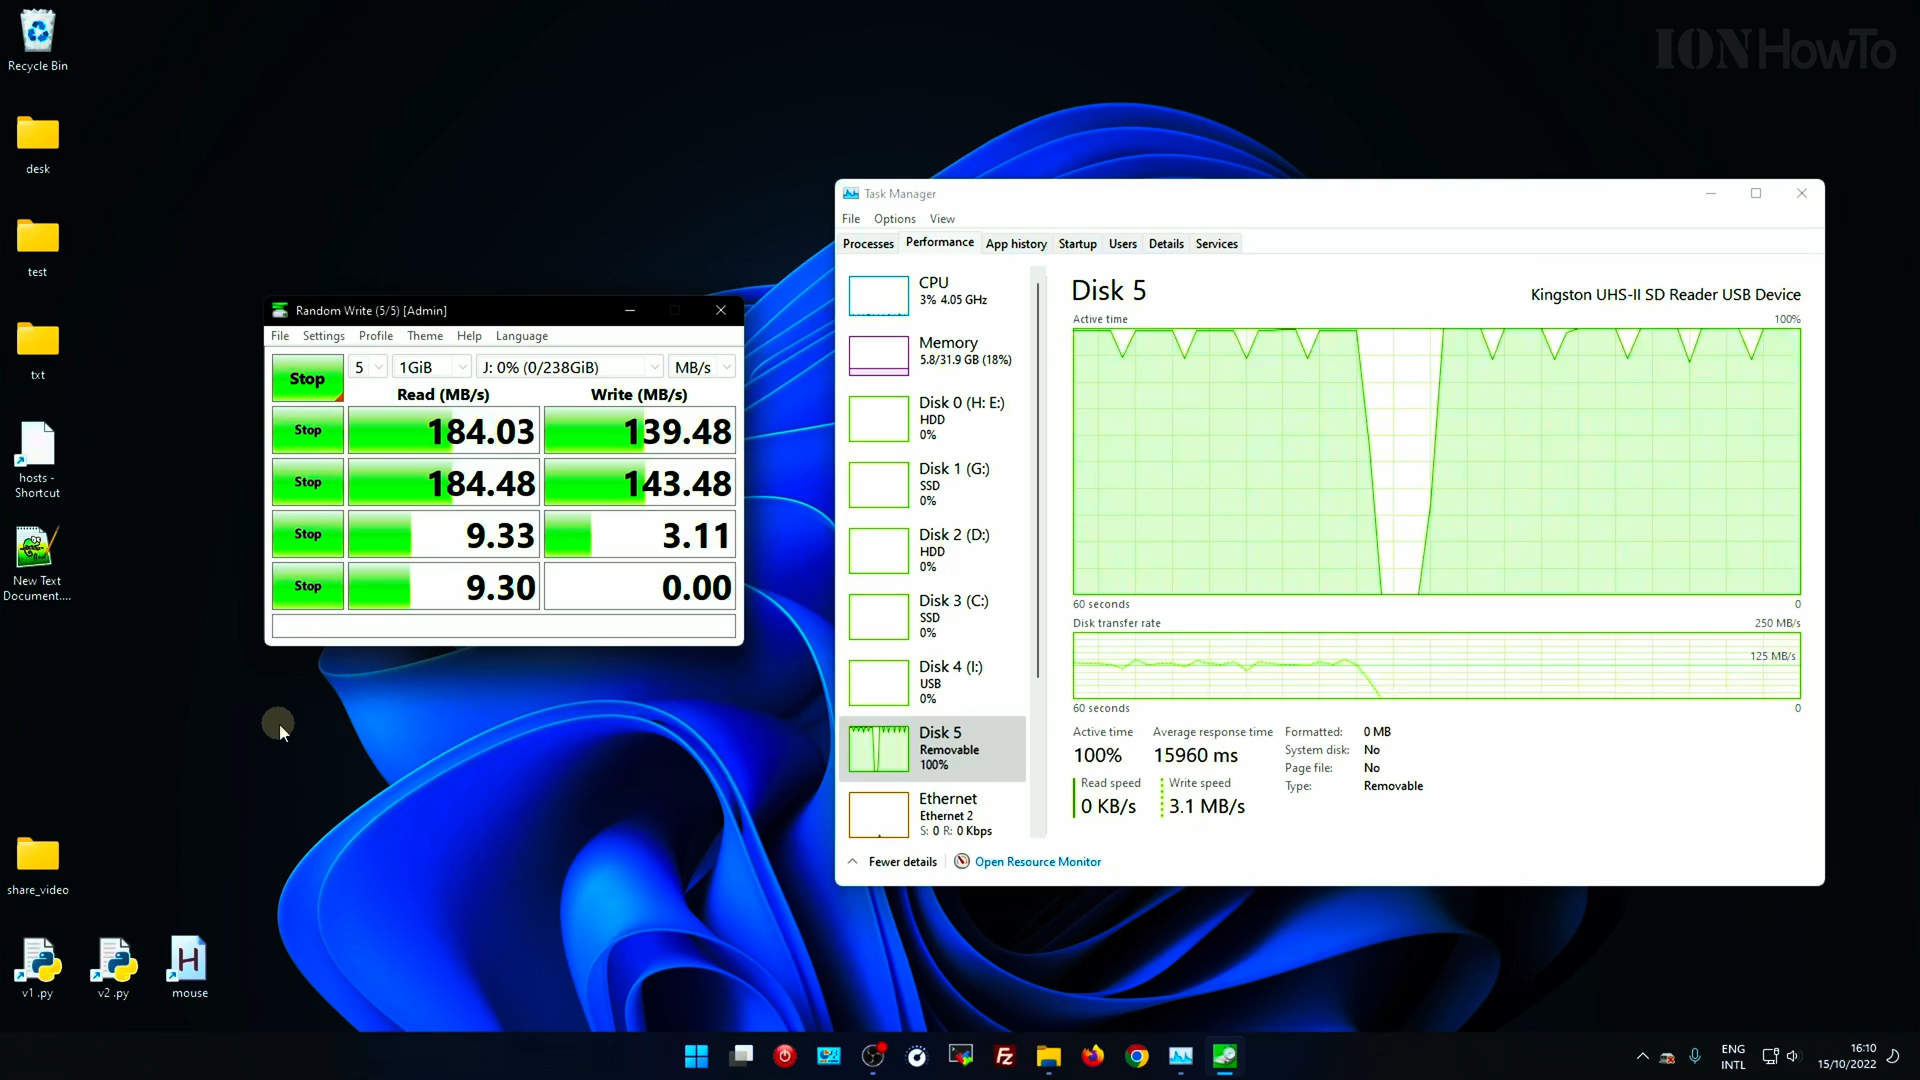 Recycle Bin
desk
test
txt
hosts -
Shortcut
New Text
Document....
share_video
v1 .py
v2 .py
mouse
ION HowTo
Random Write (5/5) [Admin]
File Settings Profile Theme Help Language
Stop
5 1GiB J: 0% (0/238GiB) MB/s
Read (MB/s) Write (MB/s)
Stop 184.03 139.48
Stop 184.48 143.48
Stop 9.33 3.11
Stop 9.30 0.00
Task Manager
File Options View
Processes Performance App history Startup Users Details Services
CPU
3% 4.05 GHz
Memory
5.8/31.9 GB (18%)
Disk 0 (H: E:)
HDD
0%
Disk 1 (G:)
SSD
0%
Disk 2 (D:)
HDD
0%
Disk 3 (C:)
SSD
0%
Disk 4 (I:)
USB
0%
Disk 5
Removable
100%
Ethernet
Ethernet 2
S: 0 R: 0 Kbps
Disk 5
Kingston UHS-II SD Reader USB Device
Active time 100%
60 seconds 0
Disk transfer rate 250 MB/s
125 MB/s
60 seconds 0
Active time
100%
Average response time
15960 ms
Read speed
0 KB/s
Write speed
3.1 MB/s
Formatted: 0 MB
System disk: No
Page file: No
Type: Removable
Fewer details Open Resource Monitor
Fz
ENG
INTL
16:10
15/10/2022